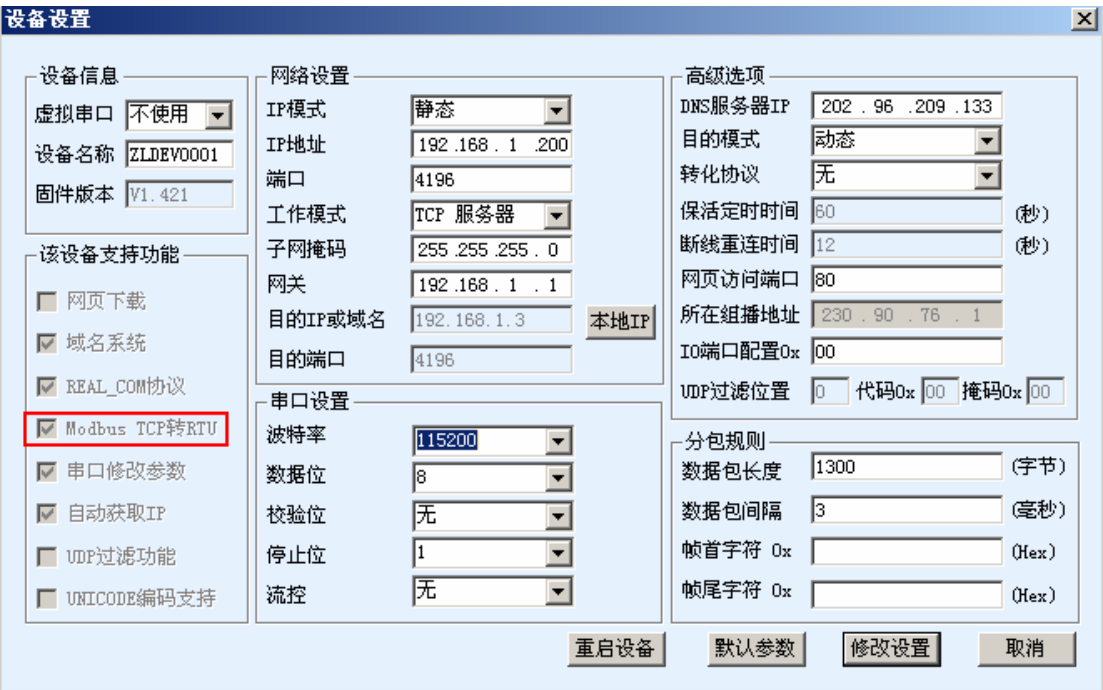 设备设置
设备信息
虚拟串口 不使用
设备名称 ZLDEV0001
固件版本 V1.421
该设备支持功能
网页下载
域名系统
REAL_COM协议
Modbus TCP转RTU
串口修改参数
自动获取IP
UDP过滤功能
UNICODE编码支持
网络设置
IP模式 静态
IP地址 192 .168 . 1 .200
端口 4196
工作模式 TCP 服务器
子网掩码 255 .255 .255 . 0
网关 192 .168 . 1 . 1
目的IP或域名 192.168.1.3 本地IP
目的端口 4196
串口设置
波特率 115200
数据位 8
校验位 无
停止位 1
流控 无
高级选项
DNS服务器IP 202 . 96 .209 .133
目的模式 动态
转化协议 无
保活定时时间 60 (秒)
断线重连时间 12 (秒)
网页访问端口 80
所在组播地址 230 . 90 . 76 . 1
IO端口配置0x 00
UDP过滤位置 0 代码0x 00 掩码0x 00
分包规则
数据包长度 1300 (字节)
数据包间隔 3 (毫秒)
帧首字符 0x (Hex)
帧尾字符 0x (Hex)
重启设备 默认参数 修改设置 取消